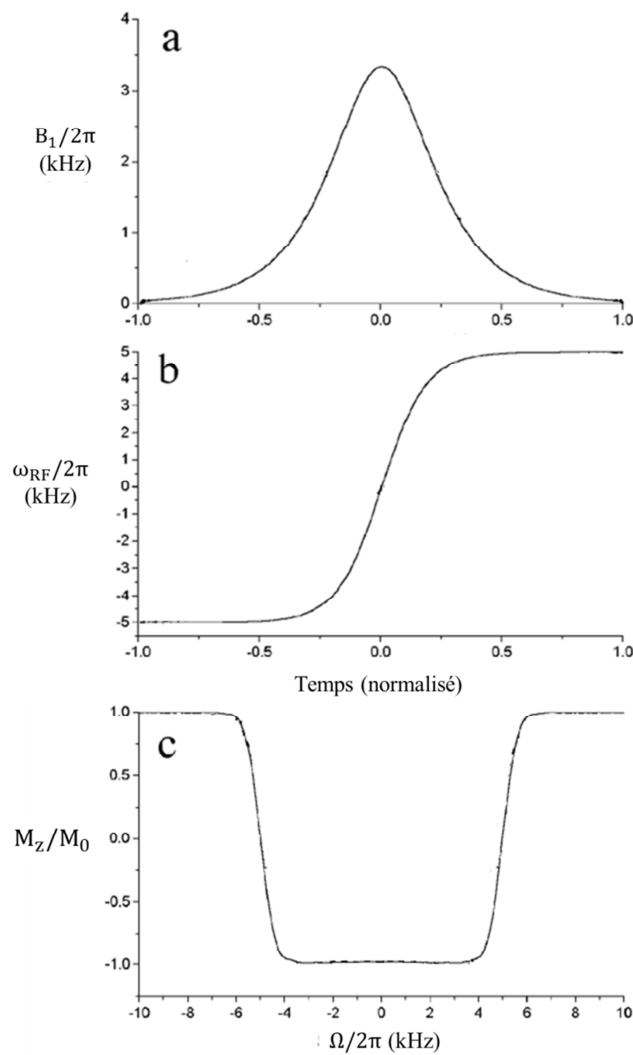 a
4
3
2
1
0
B₁/2π
(kHz)
-1.0 -0.5 0.0 0.5 1.0
b
5
4
3
2
1
0
-1
-2
-3
-4
-5
ω_RF/2π
(kHz)
-1.0 -0.5 0.0 0.5 1.0
Temps (normalisé)
c
1.0
0.5
0.0
-0.5
-1.0
M_Z/M₀
-10 -8 -6 -4 -2 0 2 4 6 8 10
Ω/2π (kHz)